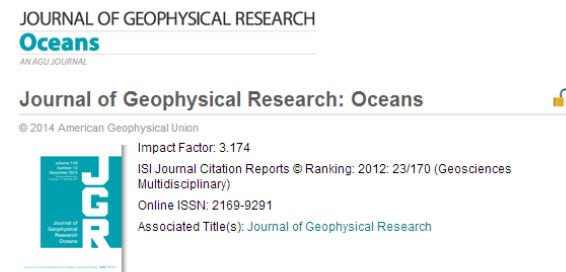 JOURNAL OF GEOPHYSICAL RESEARCH
Oceans
AN AGU JOURNAL
Journal of Geophysical Research: Oceans
© 2014 American Geophysical Union
Impact Factor: 3.174
ISI Journal Citation Reports © Ranking: 2012: 23/170 (Geosciences
Multidisciplinary)
Online ISSN: 2169-9291
Associated Title(s): Journal of Geophysical Research
JGR
Journal of
Geophysical
Research
Oceans